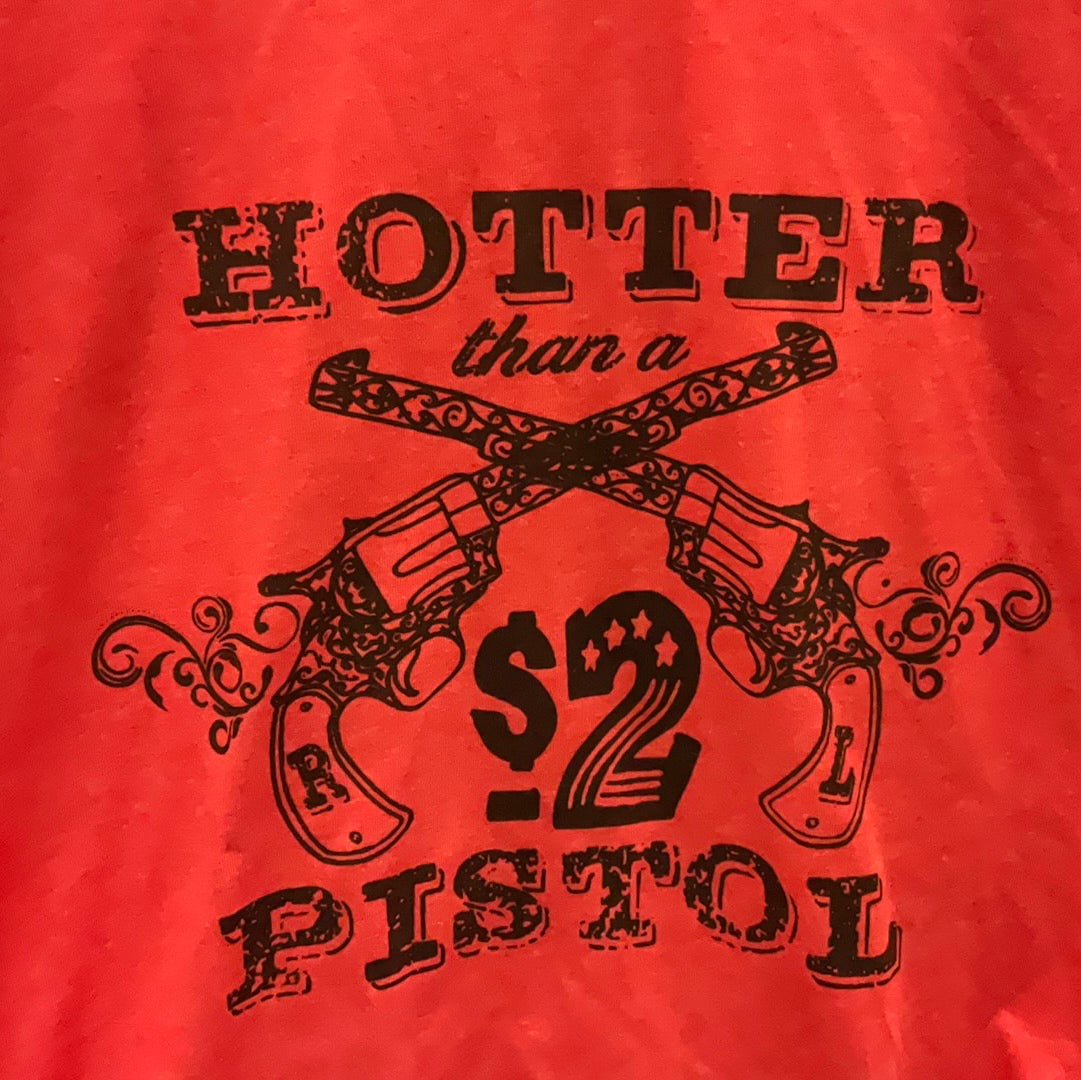 HOTTER
than a
$2
R L
PISTOL